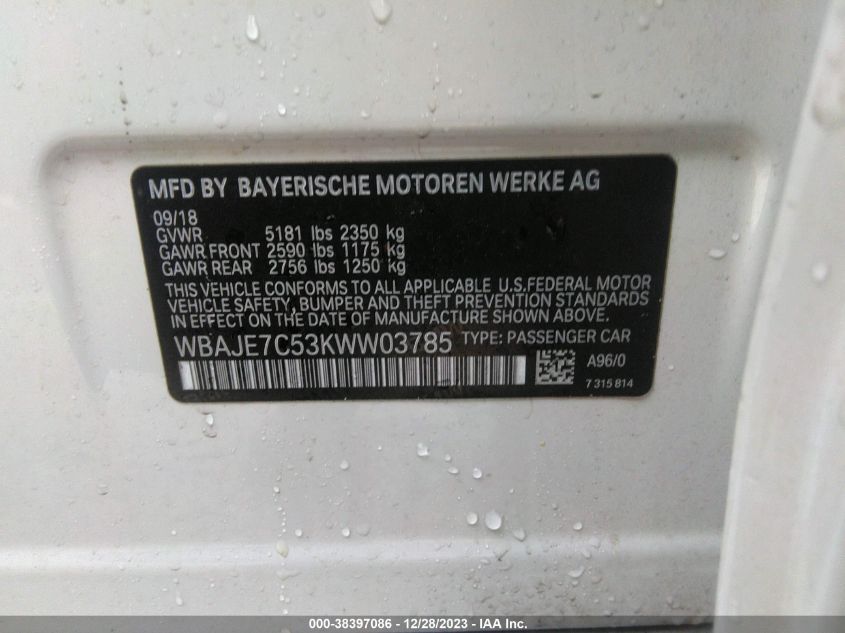 MFD BY BAYERISCHE MOTOREN WERKE AG
09/18
GVWR 5181 lbs 2350 kg
GAWR FRONT 2590 lbs 1175 kg
GAWR REAR 2756 lbs 1250 kg
THIS VEHICLE CONFORMS TO ALL APPLICABLE U.S.FEDERAL MOTOR
VEHICLE SAFETY, BUMPER AND THEFT PREVENTION STANDARDS
IN EFFECT ON THE DATE OF MANUFACTURE SHOWN ABOVE.
WBAJE7C53KWW03785 TYPE: PASSENGER CAR
A96/0
7 315 814
000-38397086 - 12/28/2023 - IAA Inc.